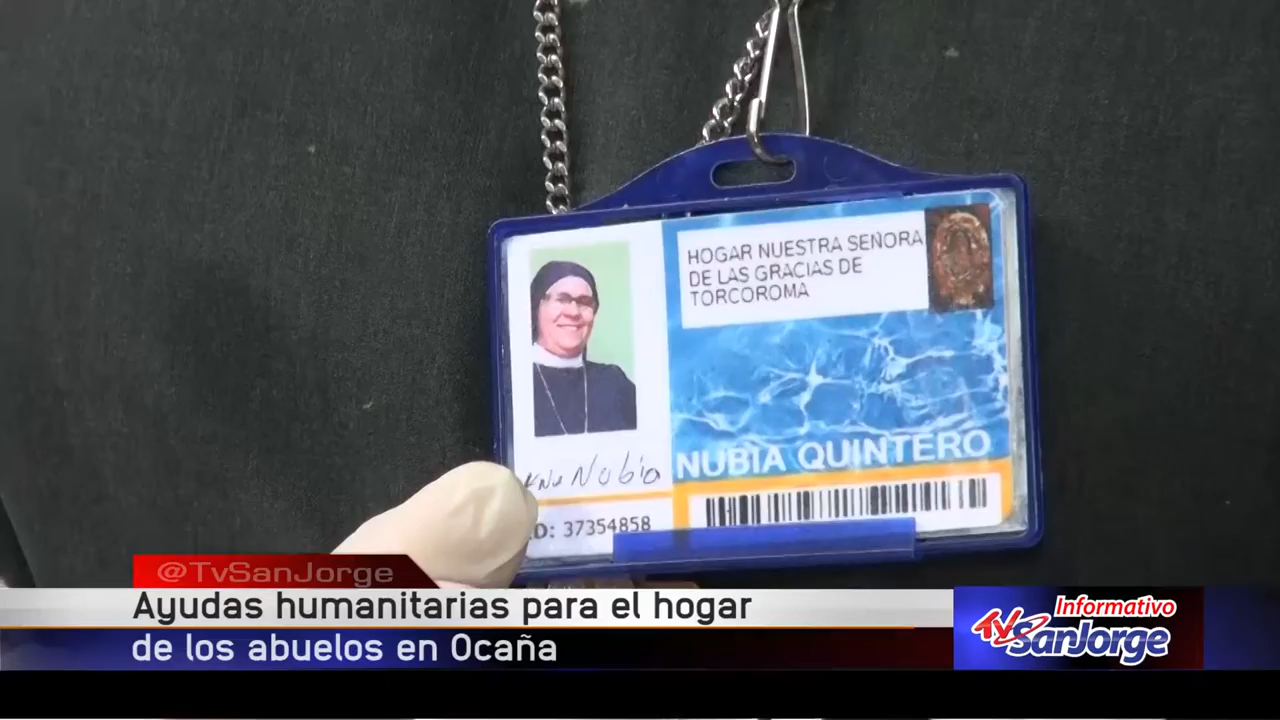 HOGAR NUESTRA SEÑORA
DE LAS GRACIAS DE
TORCOROMA
NUBIA QUINTERO
Nubia
D: 37354858
@TvSanJorge
Ayudas humanitarias para el hogar
de los abuelos en Ocaña
Informativo
Tv SanJorge